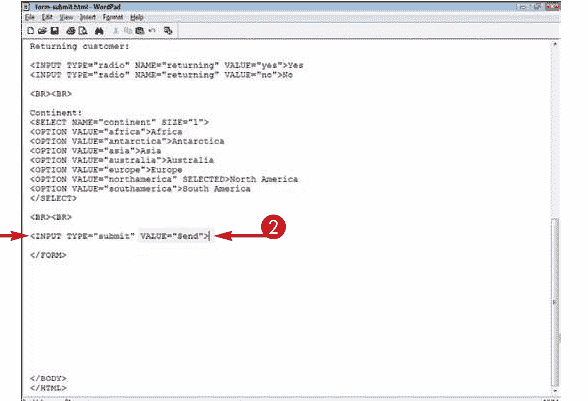 form-submit.html - WordPad
File Edit View Insert Format Help
Returning customer:
<INPUT TYPE="radio" NAME="returning" VALUE="yes">Yes
<INPUT TYPE="radio" NAME="returning" VALUE="no">No
<BR><BR>
Continent:
<SELECT NAME="continent" SIZE="1">
<OPTION VALUE="africa">Africa
<OPTION VALUE="antarctica">Antarctica
<OPTION VALUE="asia">Asia
<OPTION VALUE="australia">Australia
<OPTION VALUE="europe">Europe
<OPTION VALUE="northamerica" SELECTED>North America
<OPTION VALUE="southamerica">South America
</SELECT>
<BR><BR>
<INPUT TYPE="submit" VALUE="Send"> 2
</FORM>
</BODY>
</HTML>